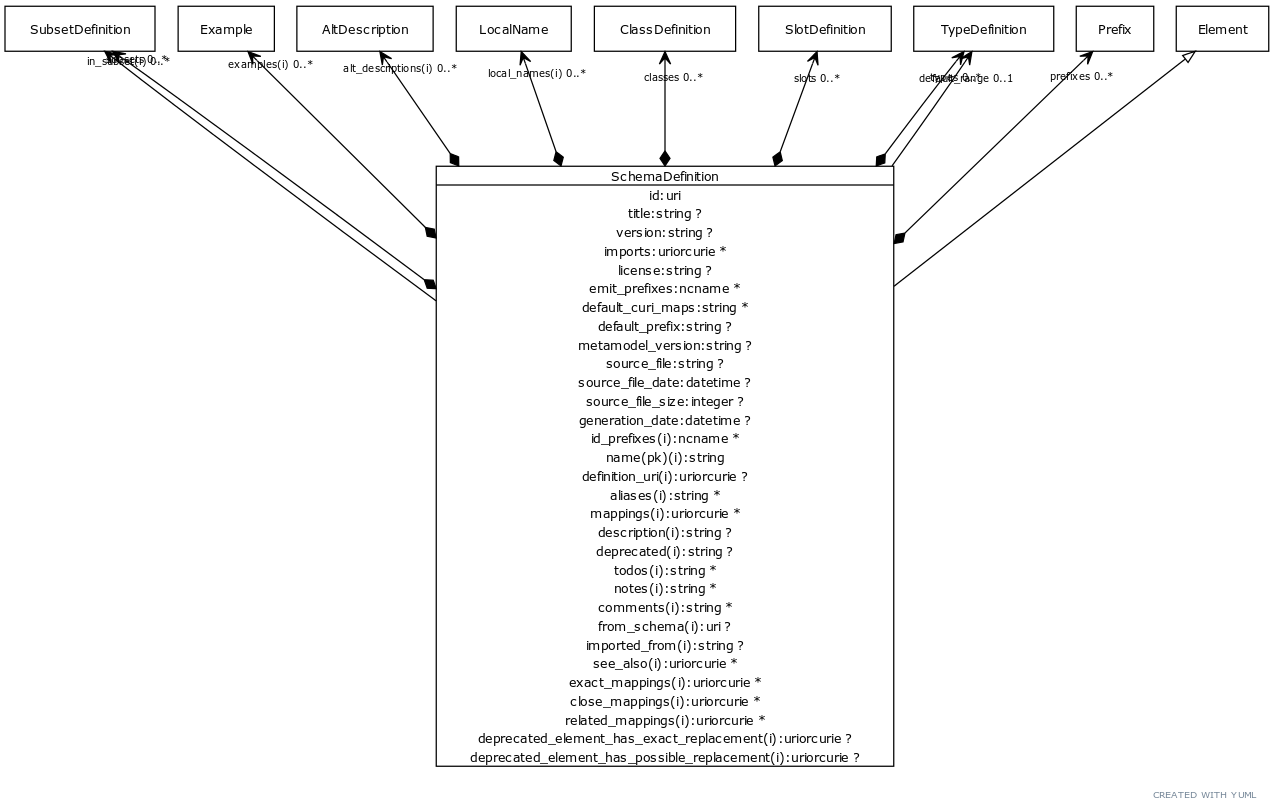 SubsetDefinition
Example
AltDescription
LocalName
ClassDefinition
SlotDefinition
TypeDefinition
Prefix
Element
in_subset(i) 0..*
examples(i) 0..*
alt_descriptions(i) 0..*
local_names(i) 0..*
classes 0..*
slots 0..*
default_range 0..1
prefixes 0..*
SchemaDefinition
id:uri
title:string ?
version:string ?
imports:uriorcurie *
license:string ?
emit_prefixes:ncname *
default_curi_maps:string *
default_prefix:string ?
metamodel_version:string ?
source_file:string ?
source_file_date:datetime ?
source_file_size:integer ?
generation_date:datetime ?
id_prefixes(i):ncname *
name(pk)(i):string
definition_uri(i):uriorcurie ?
aliases(i):string *
mappings(i):uriorcurie *
description(i):string ?
deprecated(i):string ?
todos(i):string *
notes(i):string *
comments(i):string *
from_schema(i):uri ?
imported_from(i):string ?
see_also(i):uriorcurie *
exact_mappings(i):uriorcurie *
close_mappings(i):uriorcurie *
related_mappings(i):uriorcurie *
deprecated_element_has_exact_replacement(i):uriorcurie ?
deprecated_element_has_possible_replacement(i):uriorcurie ?
CREATED WITH YUML